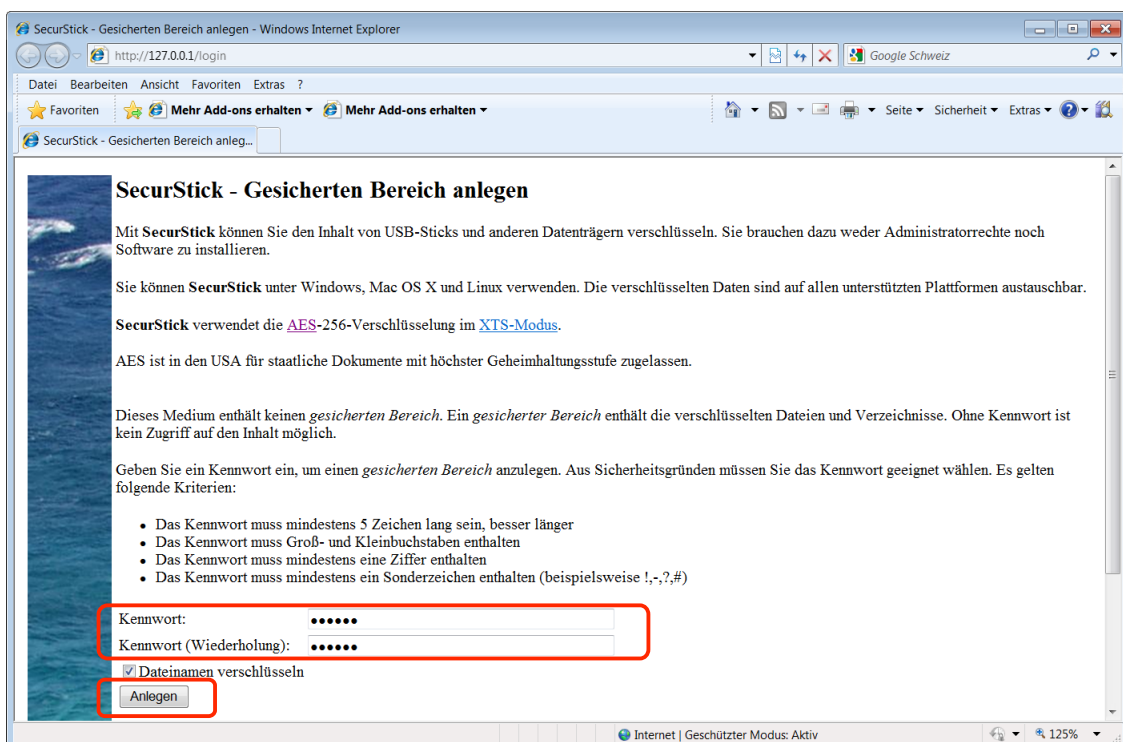 SecurStick - Gesicherten Bereich anlegen - Windows Internet Explorer
http://127.0.0.1/login
Google Schweiz
Datei Bearbeiten Ansicht Favoriten Extras ?
Favoriten Mehr Add-ons erhalten Mehr Add-ons erhalten Seite Sicherheit Extras
SecurStick - Gesicherten Bereich anleg...
SecurStick - Gesicherten Bereich anlegen
Mit SecurStick können Sie den Inhalt von USB-Sticks und anderen Datenträgern verschlüsseln. Sie brauchen dazu weder Administratorrechte noch
Software zu installieren.
Sie können SecurStick unter Windows, Mac OS X und Linux verwenden. Die verschlüsselten Daten sind auf allen unterstützten Plattformen austauschbar.
SecurStick verwendet die AES-256-Verschlüsselung im XTS-Modus.
AES ist in den USA für staatliche Dokumente mit höchster Geheimhaltungsstufe zugelassen.
Dieses Medium enthält keinen gesicherten Bereich. Ein gesicherter Bereich enthält die verschlüsselten Dateien und Verzeichnisse. Ohne Kennwort ist
kein Zugriff auf den Inhalt möglich.
Geben Sie ein Kennwort ein, um einen gesicherten Bereich anzulegen. Aus Sicherheitsgründen müssen Sie das Kennwort geeignet wählen. Es gelten
folgende Kriterien:
• Das Kennwort muss mindestens 5 Zeichen lang sein, besser länger
• Das Kennwort muss Groß- und Kleinbuchstaben enthalten
• Das Kennwort muss mindestens eine Ziffer enthalten
• Das Kennwort muss mindestens ein Sonderzeichen enthalten (beispielsweise !,-,?,#)
Kennwort: ••••••
Kennwort (Wiederholung): ••••••
Dateinamen verschlüsseln
Anlegen
Internet | Geschützter Modus: Aktiv 125%